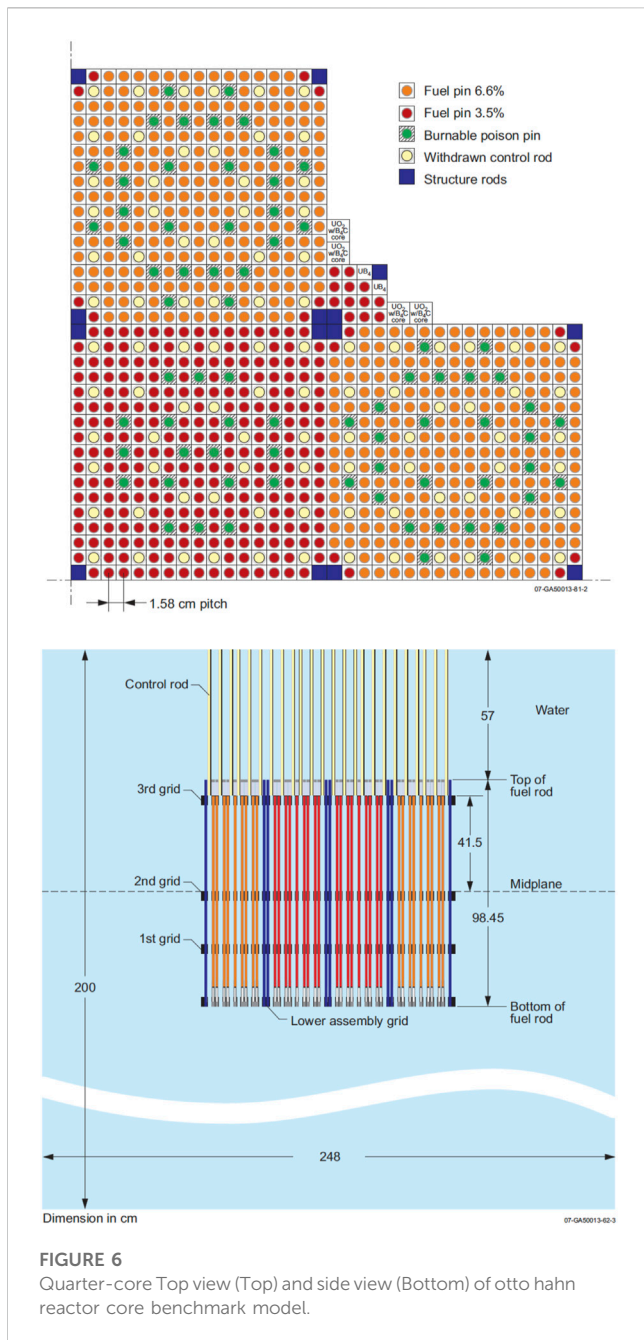 Fuel pin 6.6%
Fuel pin 3.5%
Burnable poison pin
Withdrawn control rod
Structure rods
UO2
w/B4C
core
UO2
w/B4C
core
UB4
UB4
UO2
w/B4C
core
UO2
w/B4C
core
07-GA50013-81-2
1.58 cm pitch
Control rod
57
Water
3rd grid
Top of
fuel rod
41.5
2nd grid
Midplane
98.45
1st grid
200
Lower assembly grid
Bottom of
fuel rod
248
Dimension in cm
07-GA50013-62-3
FIGURE 6
Quarter-core Top view (Top) and side view (Bottom) of otto hahn
reactor core benchmark model.